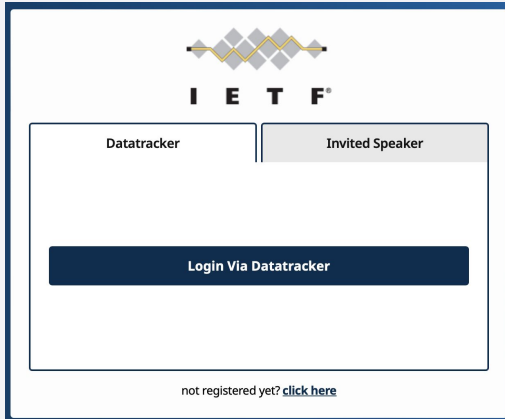 I E T F®
Datatracker
Invited Speaker
Login Via Datatracker
not registered yet? click here